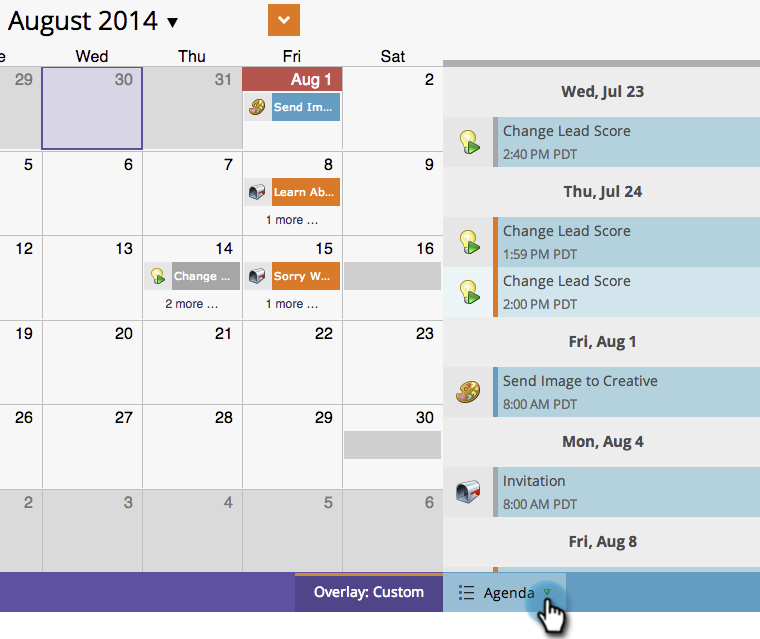 August 2014
e Wed Thu Fri Sat
29 30 31 Aug 1 2
Send Im...
5 6 7 8 9
Learn Ab...
1 more ...
12 13 14 15 16
Change ... Sorry W...
2 more ... 1 more ...
19 20 21 22 23
26 27 28 29 30
2 3 4 5 6
Overlay: Custom
Wed, Jul 23
Change Lead Score
2:40 PM PDT
Thu, Jul 24
Change Lead Score
1:59 PM PDT
Change Lead Score
2:00 PM PDT
Fri, Aug 1
Send Image to Creative
8:00 AM PDT
Mon, Aug 4
Invitation
8:00 AM PDT
Fri, Aug 8
Agenda